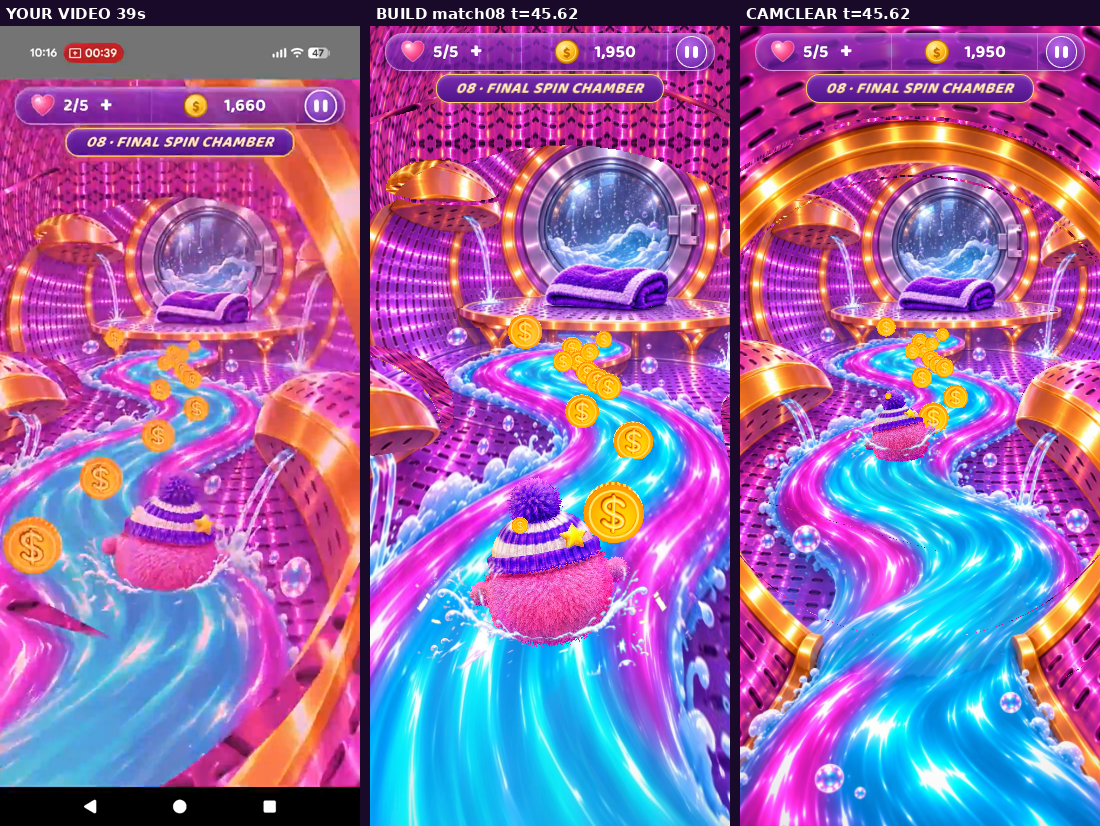 YOUR VIDEO 39s
10:16 00:39 47
2/5 + $ 1,660
08 · FINAL SPIN CHAMBER
$
$
$
$
BUILD match08 t=45.62
5/5 + $ 1,950
08 · FINAL SPIN CHAMBER
$
$
$
$
CAMCLEAR t=45.62
5/5 + $ 1,950
08 · FINAL SPIN CHAMBER
$
$